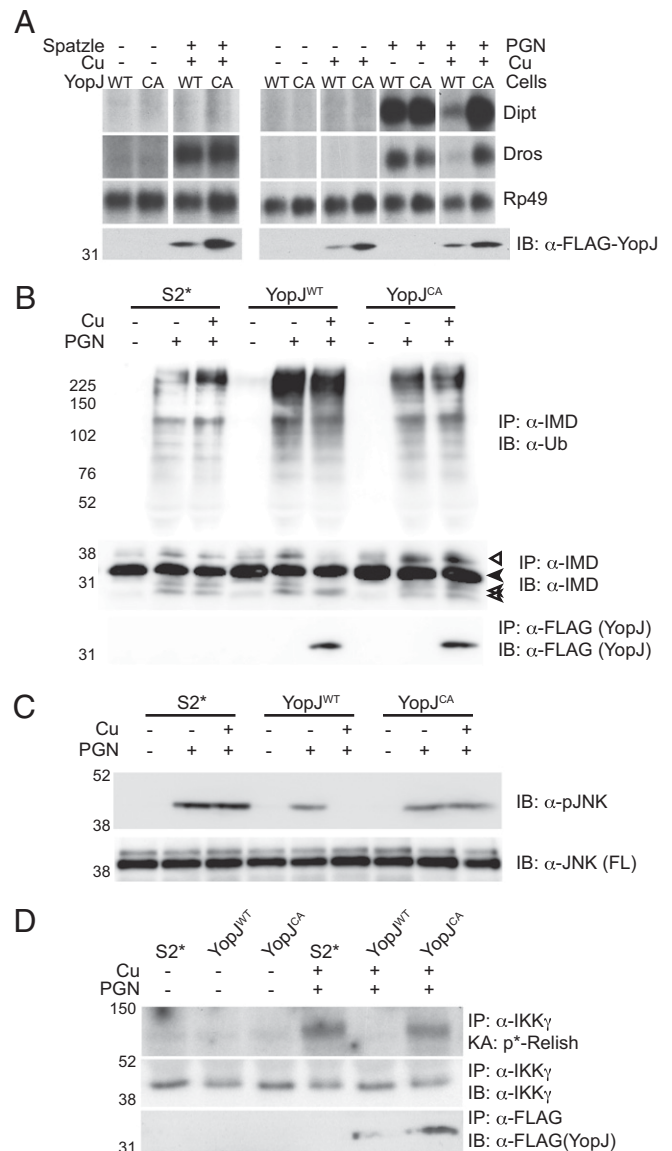 A
Spatzle - - + + - - - - + + + + PGN
Cu - - + + - - + + - - + + Cu
YopJ WT CA WT CA WT CA WT CA WT CA WT CA Cells
Dipt
Dros
Rp49
31 IB: α-FLAG-YopJ
B
S2* YopJWT YopJCA
Cu - - + - - + - - +
PGN - + + - + + - + +
225
150
102
76
52
IP: α-IMD
IB: α-Ub
38
31
IP: α-IMD
IB: α-IMD
31
IP: α-FLAG (YopJ)
IB: α-FLAG (YopJ)
C
S2* YopJWT YopJCA
Cu - - + - - + - - +
PGN - + + - + + - + +
52
38
IB: α-pJNK
38
IB: α-JNK (FL)
D
S2* YopJWT YopJCA S2* YopJWT YopJCA
Cu - - - + + +
PGN - - - + + +
150
IP: α-IKKγ
KA: p*-Relish
52
38
IP: α-IKKγ
IB: α-IKKγ
31
IP: α-FLAG
IB: α-FLAG(YopJ)